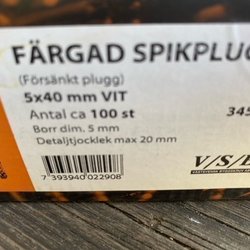 FÄRGAD SPIKPLUG
(Försänkt plugg)
5x40 mm VIT
Antal ca 100 st
345
Borr dim. 5 mm
Detaljtjocklek max 20 mm
7 393940 022908